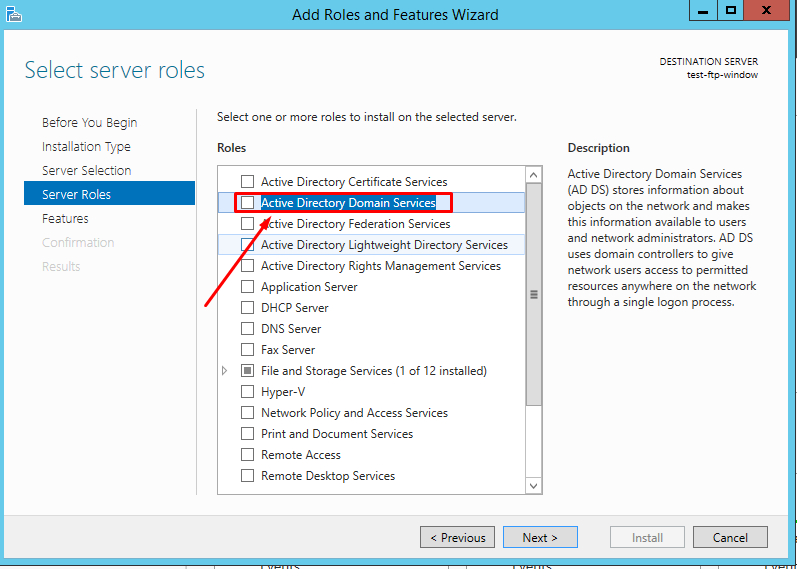 Add Roles and Features Wizard
Select server roles
DESTINATION SERVER
test-ftp-window
Before You Begin
Installation Type
Server Selection
Server Roles
Features
Confirmation
Results
Select one or more roles to install on the selected server.
Roles
Active Directory Certificate Services
Active Directory Domain Services
Active Directory Federation Services
Active Directory Lightweight Directory Services
Active Directory Rights Management Services
Application Server
DHCP Server
DNS Server
Fax Server
File and Storage Services (1 of 12 installed)
Hyper-V
Network Policy and Access Services
Print and Document Services
Remote Access
Remote Desktop Services
Description
Active Directory Domain Services
(AD DS) stores information about
objects on the network and makes
this information available to users
and network administrators. AD DS
uses domain controllers to give
network users access to permitted
resources anywhere on the network
through a single logon process.
< Previous
Next >
Install
Cancel